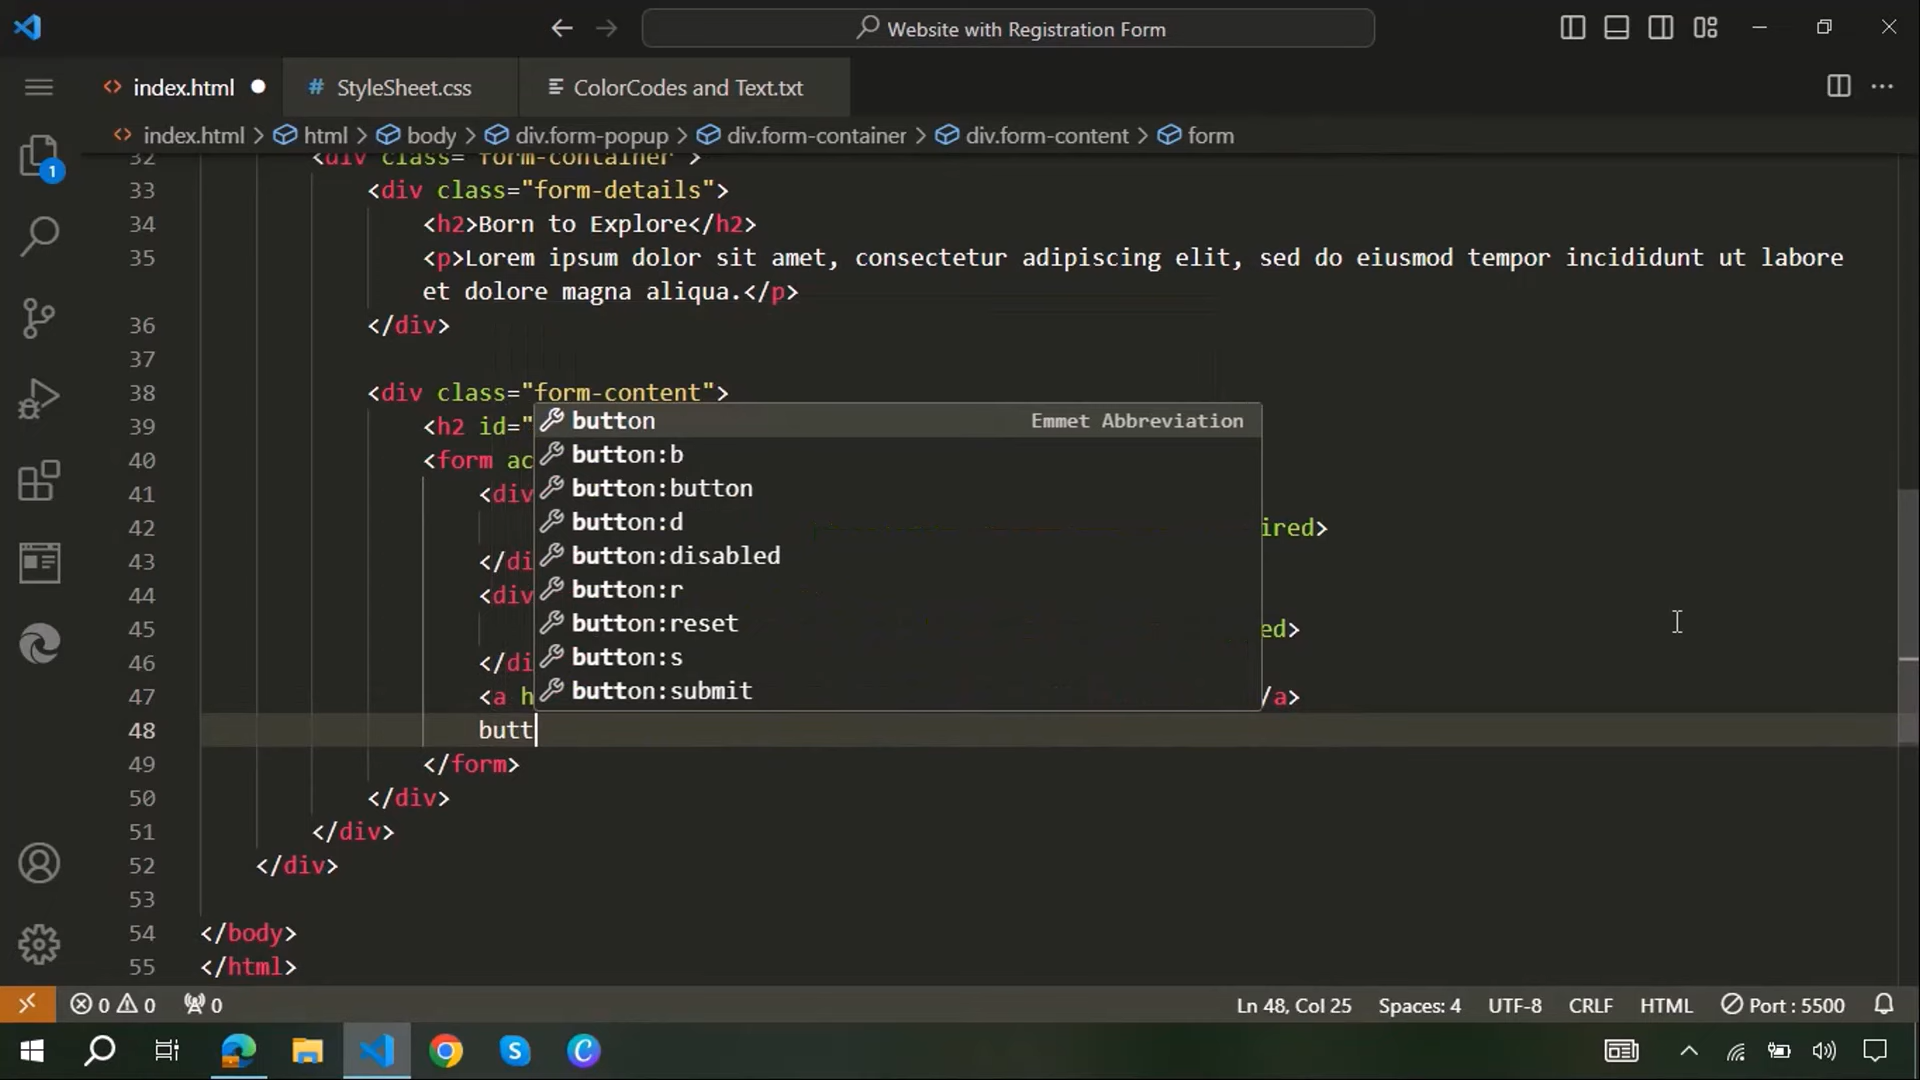 Website with Registration Form
index.html
StyleSheet.css
ColorCodes and Text.txt
index.html > html > body > div.form-popup > div.form-container > div.form-content > form
1
32 <div class="form-container">
33 <div class="form-details">
34 <h2>Born to Explore</h2>
35 <p>Lorem ipsum dolor sit amet, consectetur adipiscing elit, sed do eiusmod tempor incididunt ut labore
et dolore magna aliqua.</p>
36 </div>
37
38 <div class="form-content">
39 <h2 id="
40 <form ac
41 <div
42 ired>
43 </di
44 <div
45 ed>
46 </di
47 <a h /a>
48 butt
49 </form>
50 </div>
51 </div>
52 </div>
53
54 </body>
55 </html>
button Emmet Abbreviation
button:b
button:button
button:d
button:disabled
button:r
button:reset
button:s
button:submit
0 0 0 Ln 48, Col 25 Spaces: 4 UTF-8 CRLF HTML Port : 5500